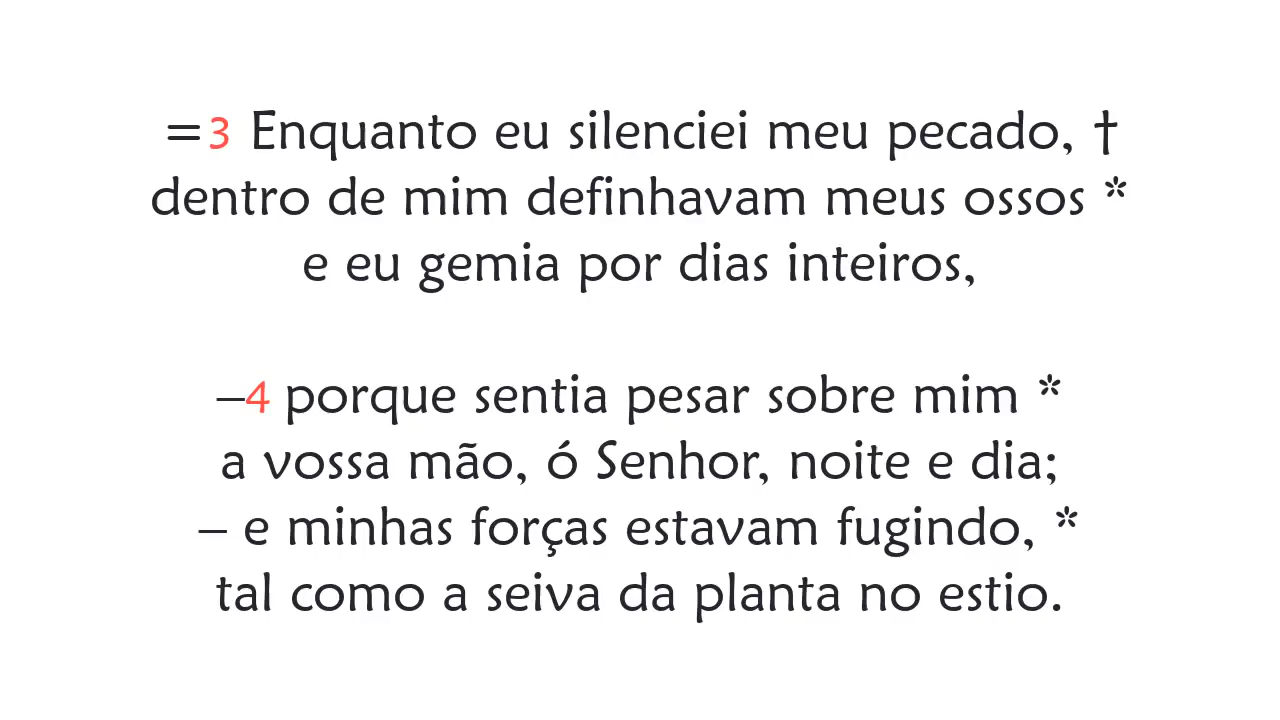 =3 Enquanto eu silenciei meu pecado, †
dentro de mim definhavam meus ossos *
e eu gemia por dias inteiros,
–4 porque sentia pesar sobre mim *
a vossa mão, ó Senhor, noite e dia;
– e minhas forças estavam fugindo, *
tal como a seiva da planta no estio.